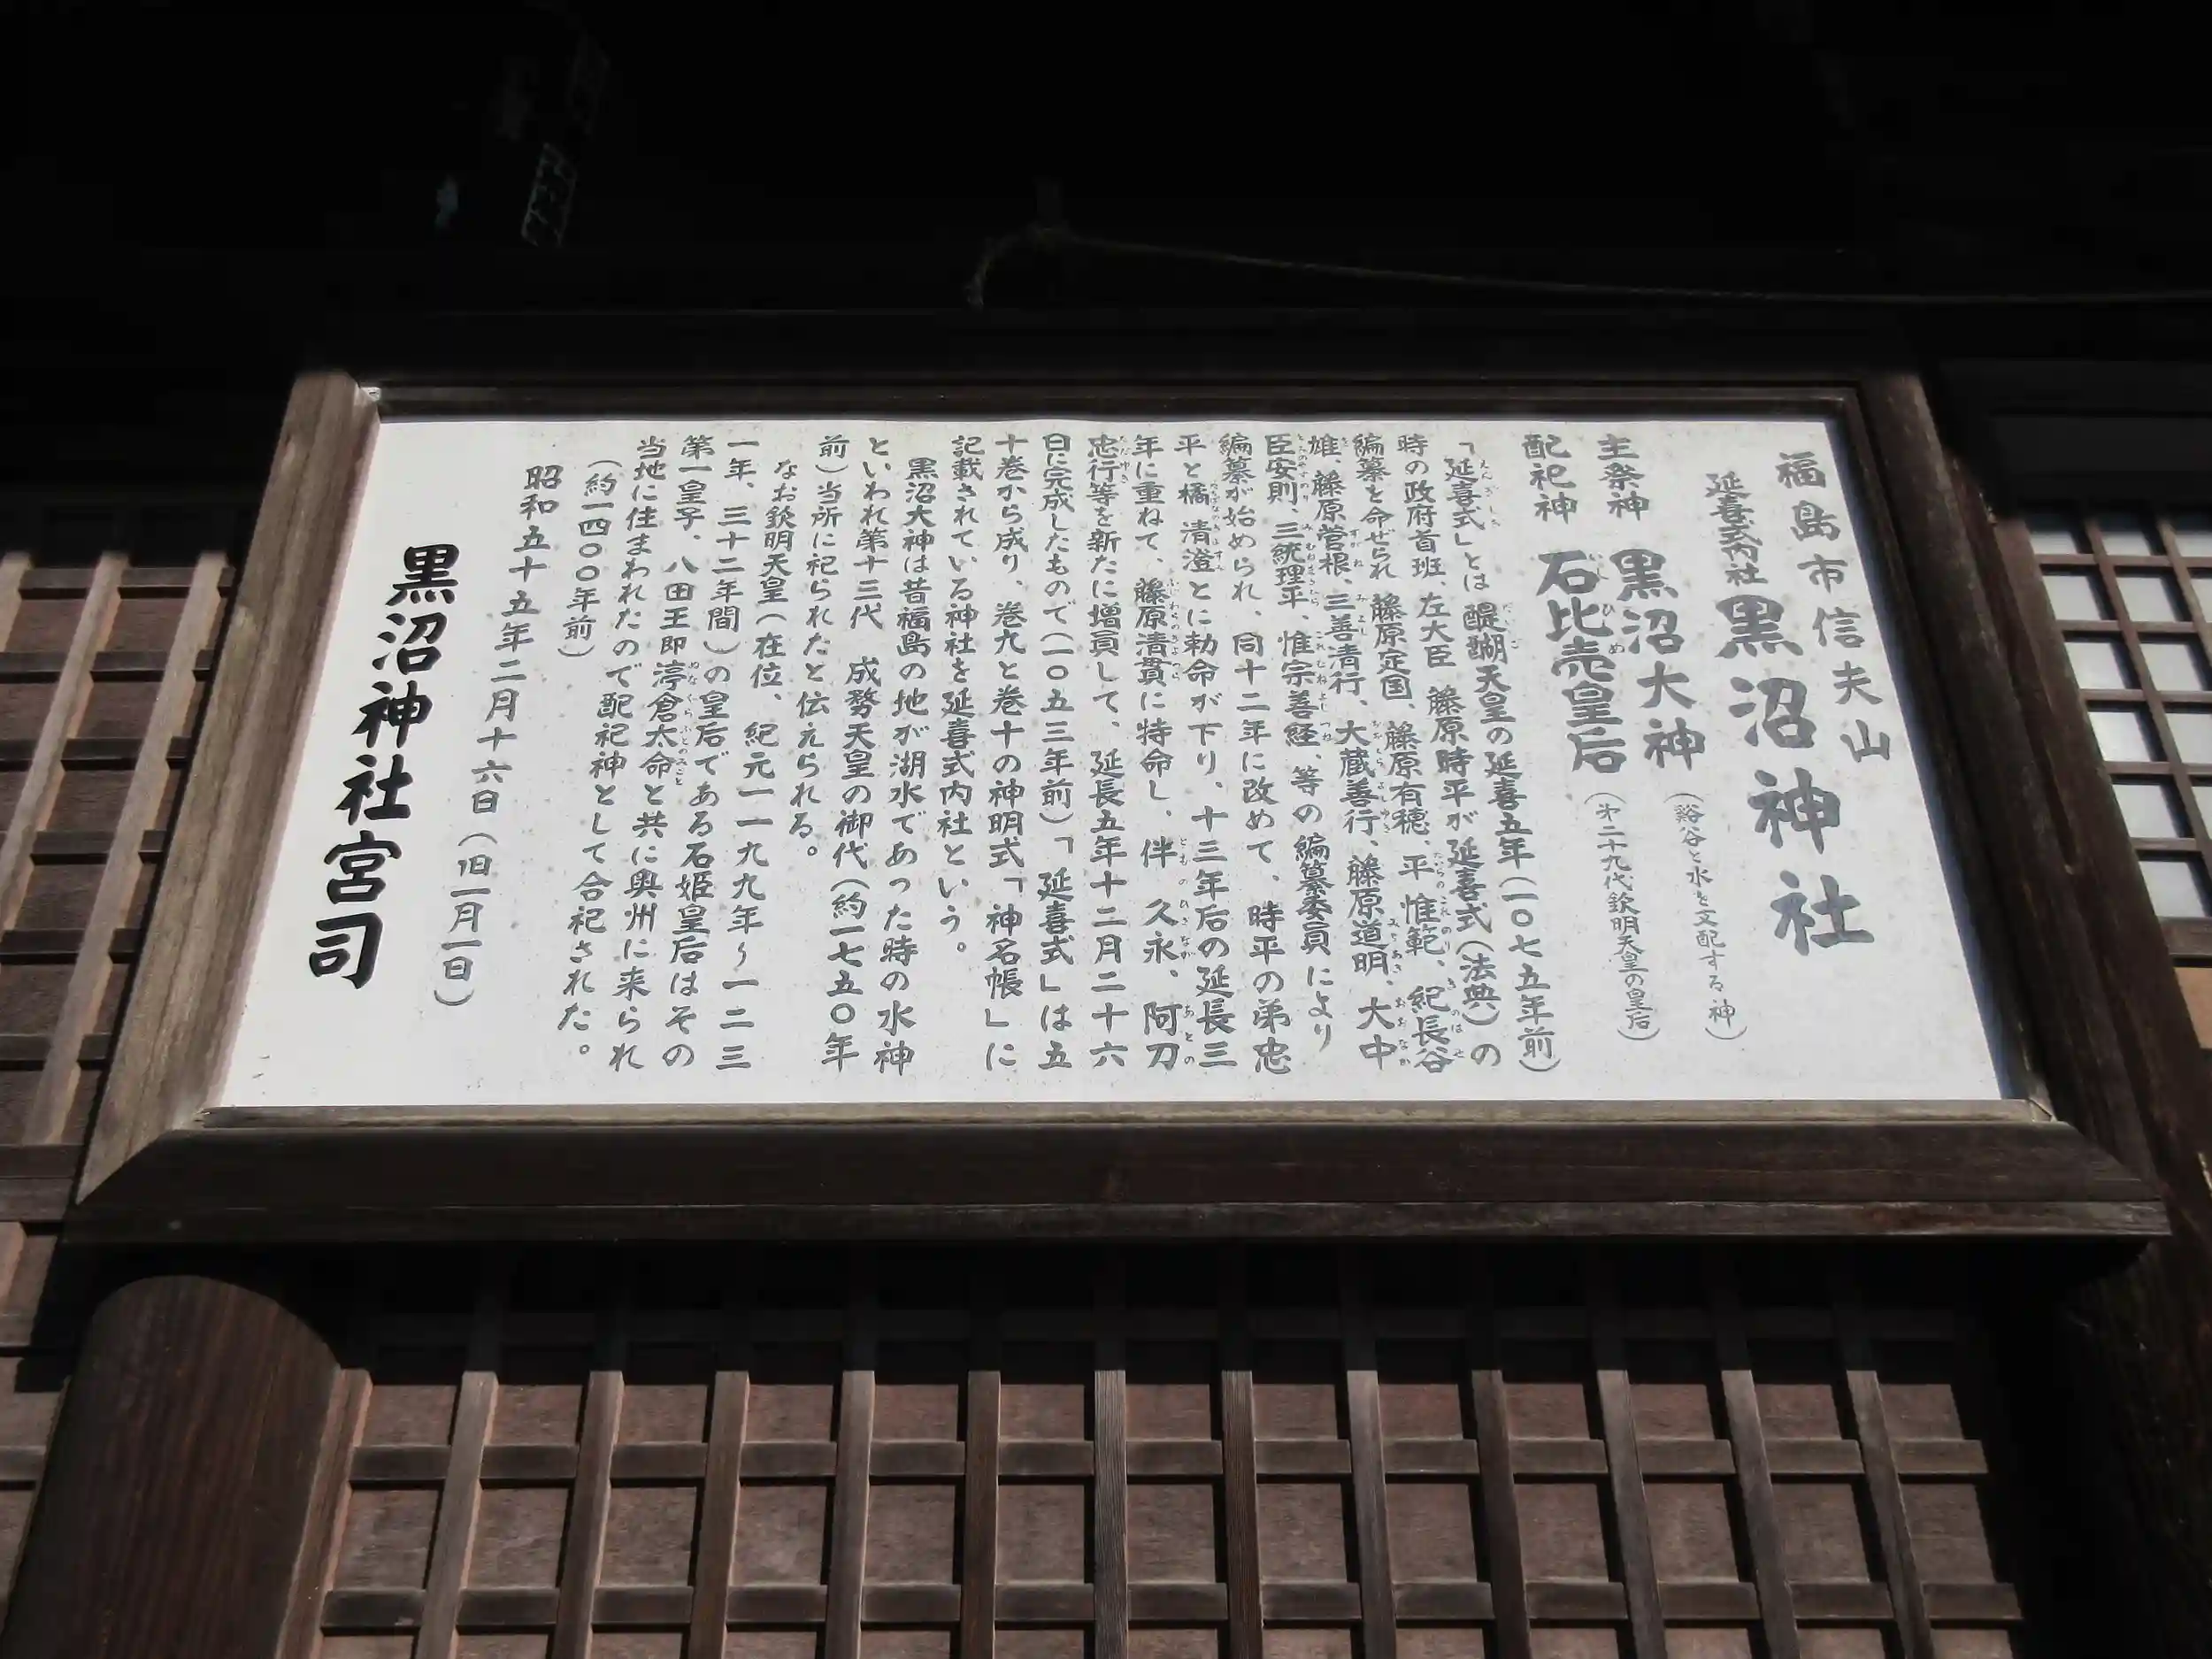 福島市信夫山
延喜式内社 黒沼神社
主祭神 黒沼大神 (谿谷と水を支配する神)
配祀神 石比売皇后 (第二十九代欽明天皇の皇后)
「延喜式」とは 醍醐天皇の延喜五年(一〇七五年前)
時の政府首班、左大臣 藤原時平が延喜式(法典)の
編纂を命ぜられ 藤原定国、藤原有穂、平 惟範、紀長谷
雄、藤原菅根、三善清行、大蔵善行、藤原道明、大中
臣安則、三統理平、惟宗善経、等の編纂委員により
編纂が始められ、同十二年に改めて、時平の弟忠
平と橘 清澄とに勅命が下り、十三年后の延長三
年に重ねて、藤原清貫に特命し、伴 久永、阿刀
忠行等を新たに増員して、延長五年十二月二十六
日に完成したもので(一〇五三年前)「延喜式」は五
十巻から成り、巻九と巻十の神明式「神名帳」に
記載されている神社を延喜式内社という。
黒沼大神は昔福島の地が湖水であった時の水神
といわれ第十三代 成務天皇の御代(約一七五〇年
前)当所に祀られたと伝えられる。
なお欽明天皇(在位、紀元一一九九年〜一二三
一年、三十二年間)の皇后である石姫皇后はその
第一皇子、八田王即渟倉太命と共に奥州に来られ
当地に住まわれたので配祀神として合祀された。
(約一四〇〇年前)
昭和五十五年二月十六日(旧一月一日)
黒沼神社宮司